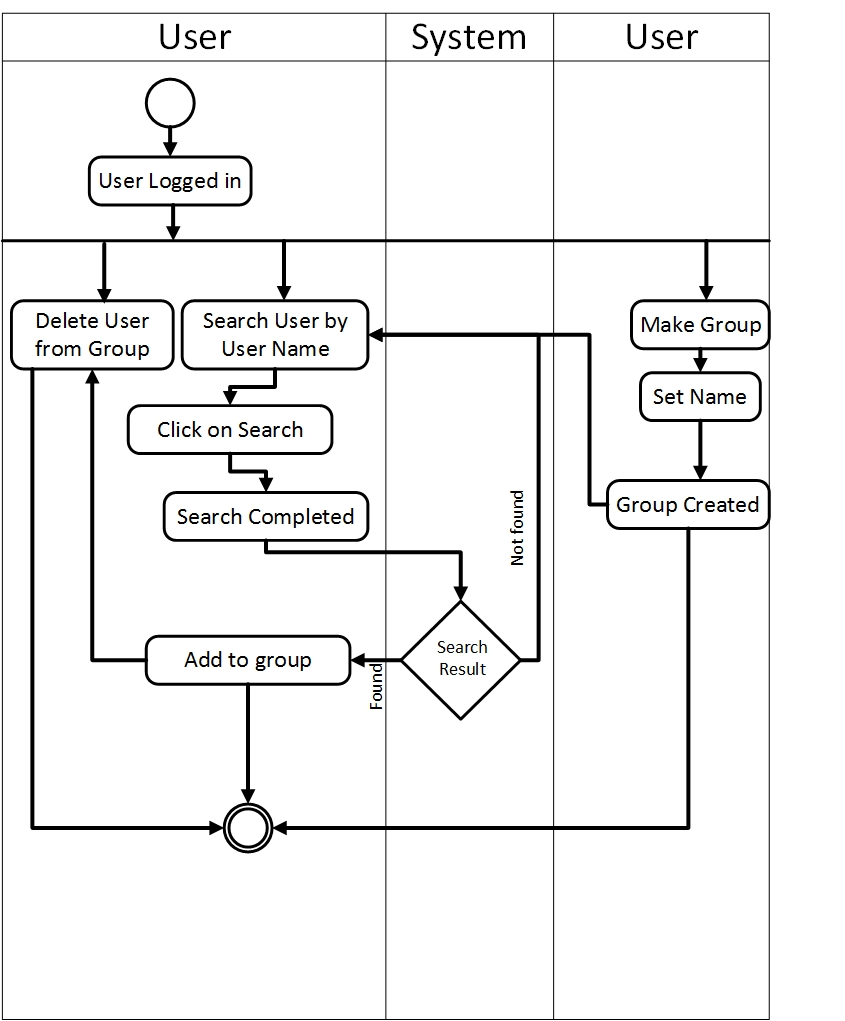 User
System
User
User Logged in
Delete User
from Group
Search User by
User Name
Make Group
Set Name
Click on Search
Group Created
Search Completed
Not found
Search
Result
Add to group
Found